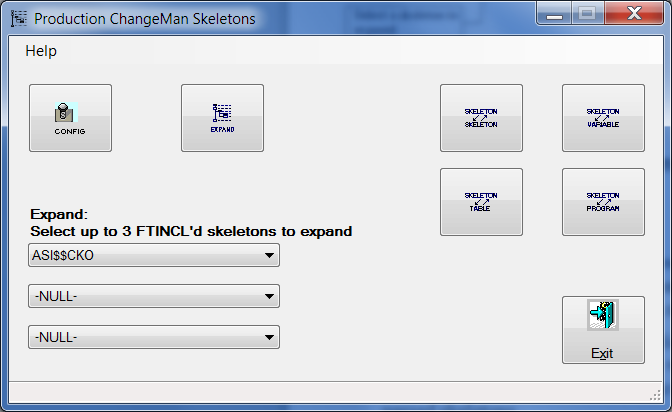 Production ChangeMan Skeletons
Help
CONFIG
EXPAND
SKELETON
SKELETON
SKELETON
VARIABLE
SKELETON
TABLE
SKELETON
PROGRAM
Expand:
Select up to 3 FTINCL'd skeletons to expand
ASI$$CKO
-NULL-
-NULL-
Exit